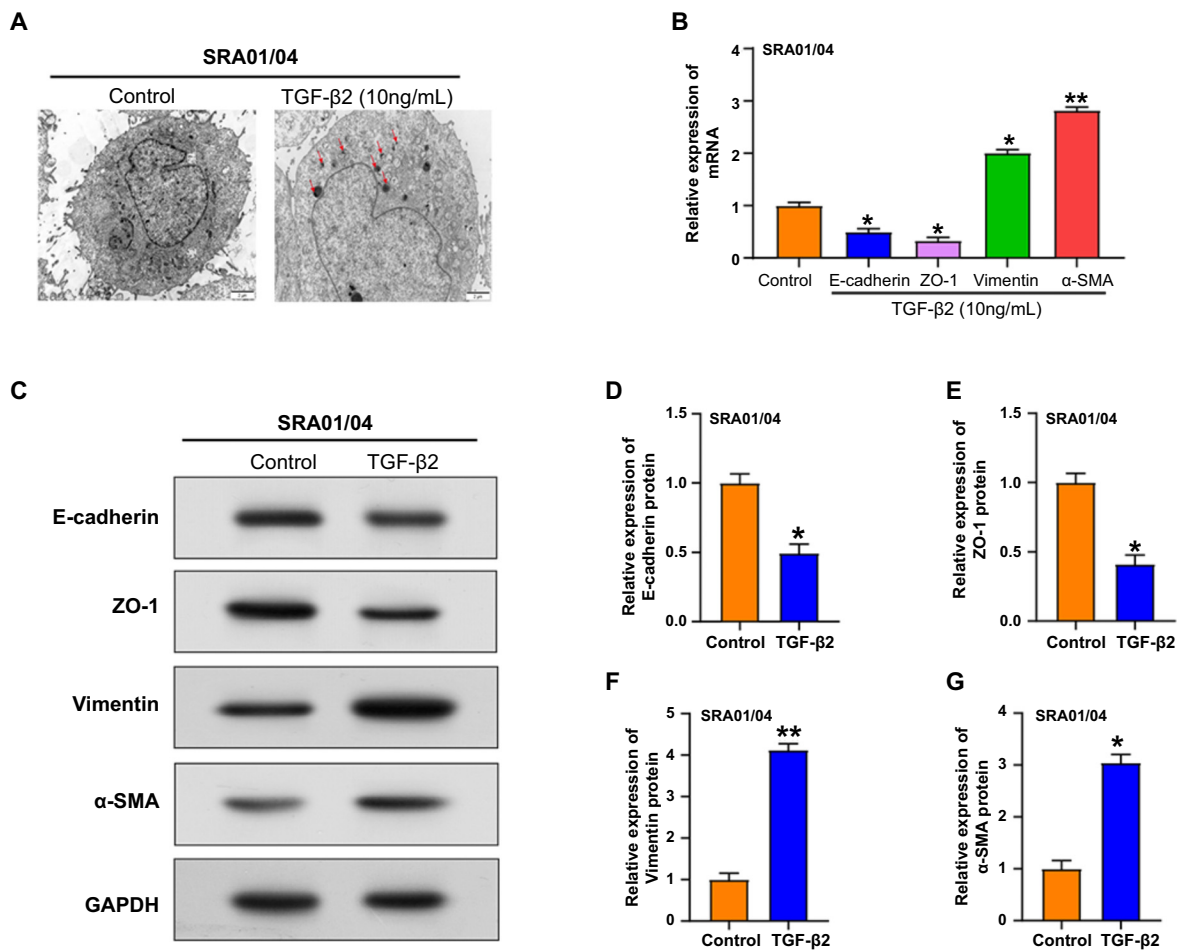 A
SRA01/04
Control
TGF-β2 (10ng/mL)
2 μm
2 μm
B
SRA01/04
Relative expression of
mRNA
4
3
2
1
0
*
*
*
**
Control
E-cadherin
ZO-1
Vimentin
α-SMA
TGF-β2 (10ng/mL)
C
SRA01/04
Control
TGF-β2
E-cadherin
ZO-1
Vimentin
α-SMA
GAPDH
D
SRA01/04
Relative expression of
E-cadherin protein
1.5
1.0
0.5
0.0
*
Control
TGF-β2
E
SRA01/04
Relative expression of
ZO-1 protein
1.5
1.0
0.5
0.0
*
Control
TGF-β2
F
SRA01/04
Relative expression of
Vimentin protein
5
4
3
2
1
0
**
Control
TGF-β2
G
SRA01/04
Relative expression of
α-SMA protein
4
3
2
1
0
*
Control
TGF-β2